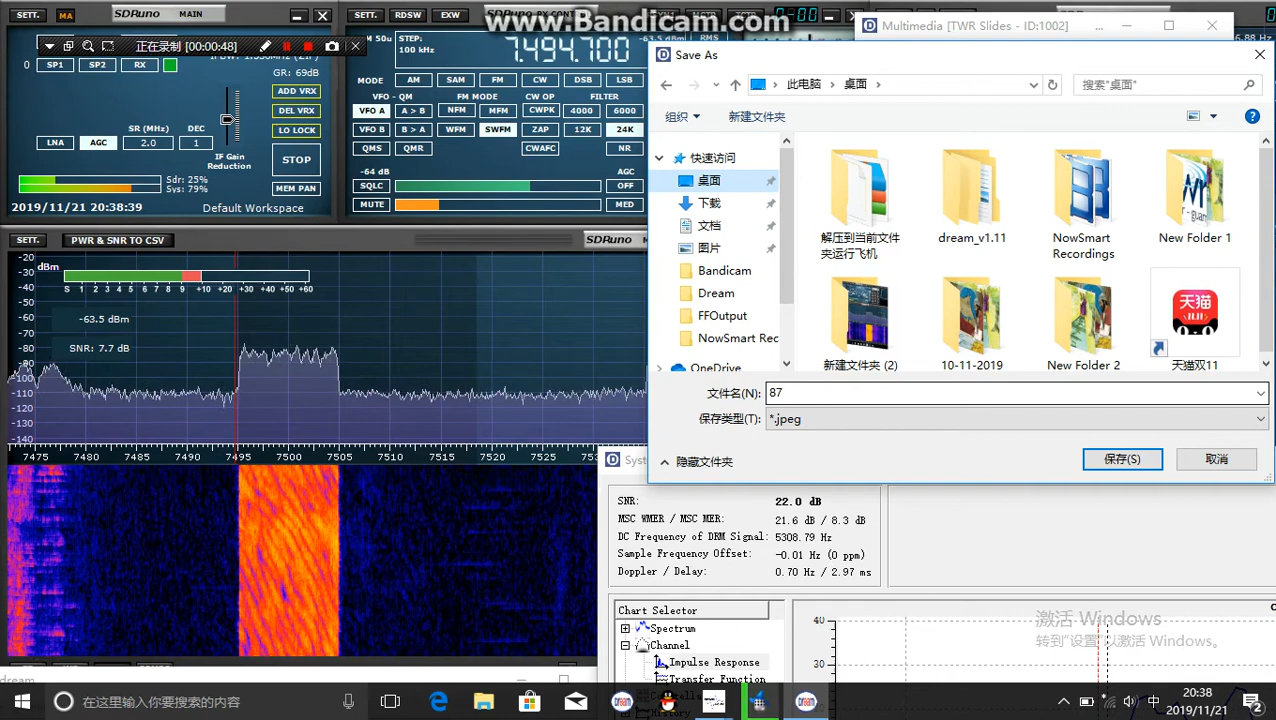 SETT. MA SDRuno MAIN
正在录制 [00:00:48]
0 SP1 SP2 RX
GR: 69dB
ADD VRX
DEL VRX
LO LOCK
SR (MHz) DEC
LNA AGC 2.0 1
IF Gain
Reduction
STOP
Sdr: 25%
Sys: 79%
MEM PAN
2019/11/21 20:38:39 Default Workspace
SETT. RDSW EXW
www.Bandicam.com
STEP:
100 kHz
7.494.700
MODE AM SAM FM CW DSB LSB
VFO - QM FM MODE CW OP FILTER
VFO A A > B NFM MFM CWPK 4000 6000
VFO B B > A WFM SWFM ZAP 12K 24K
QMS QMR CWAFC NR
-64 dB AGC
SQLC OFF
MUTE MED
SETT. PWR & SNR TO CSV SDRuno
dBm
S 1 2 3 4 5 6 7 8 9 +10 +20 +30 +40 +50 +60
-63.5 dBm
SNR: 7.7 dB
-20
-30
-80
-90
-100
-110
-120
-130
-140
7475 7480 7485 7490 7495 7500 7505 7510 7515 7520 7525
Multimedia [TWR Slides - ID:1002]
Save As
此电脑 桌面
搜索"桌面"
组织 新建文件夹
快速访问
桌面
下载
文档
图片
Bandicam
Dream
FFOutput
NowSmart Rec
OneDrive
解压到当前文件
夹运行飞机
dream_v1.11
NowSmart
Recordings
New Folder 1
新建文件夹 (2)
10-11-2019
New Folder 2
天猫
11.11
天猫双11
文件名(N): 87
保存类型(T): *.jpeg
隐藏文件夹
保存(S) 取消
SNR: 22.0 dB
MSC WMER / MSC MER: 21.6 dB / 8.3 dB
DC Frequency of DRM Signal: 5308.79 Hz
Sample Frequency Offset: -0.01 Hz (0 ppm)
Doppler / Delay: 0.70 Hz / 2.97 ms
Chart Selector
Spectrum
Channel
Impulse Response
Transfer Function
History
40
30
激活 Windows
转到"设置"以激活 Windows。
dream
在这里输入你要搜索的内容
中
20:38
2019/11/21
2